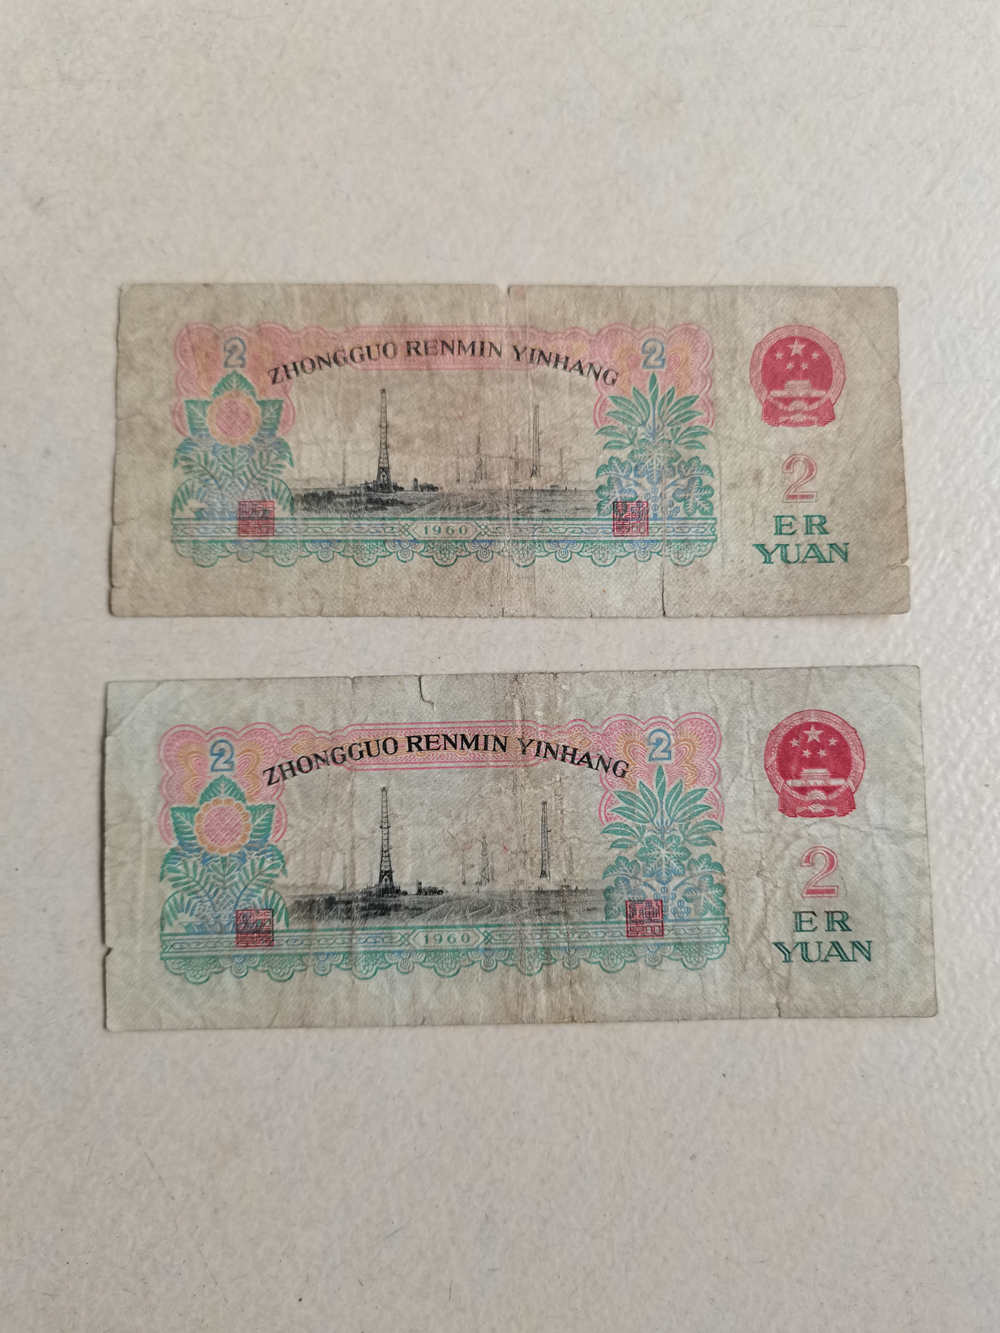 2 ZHONGGUO RENMIN YINHANG 2
2
1960
ER
YUAN
2 ZHONGGUO RENMIN YINHANG 2
2
1960
ER
YUAN